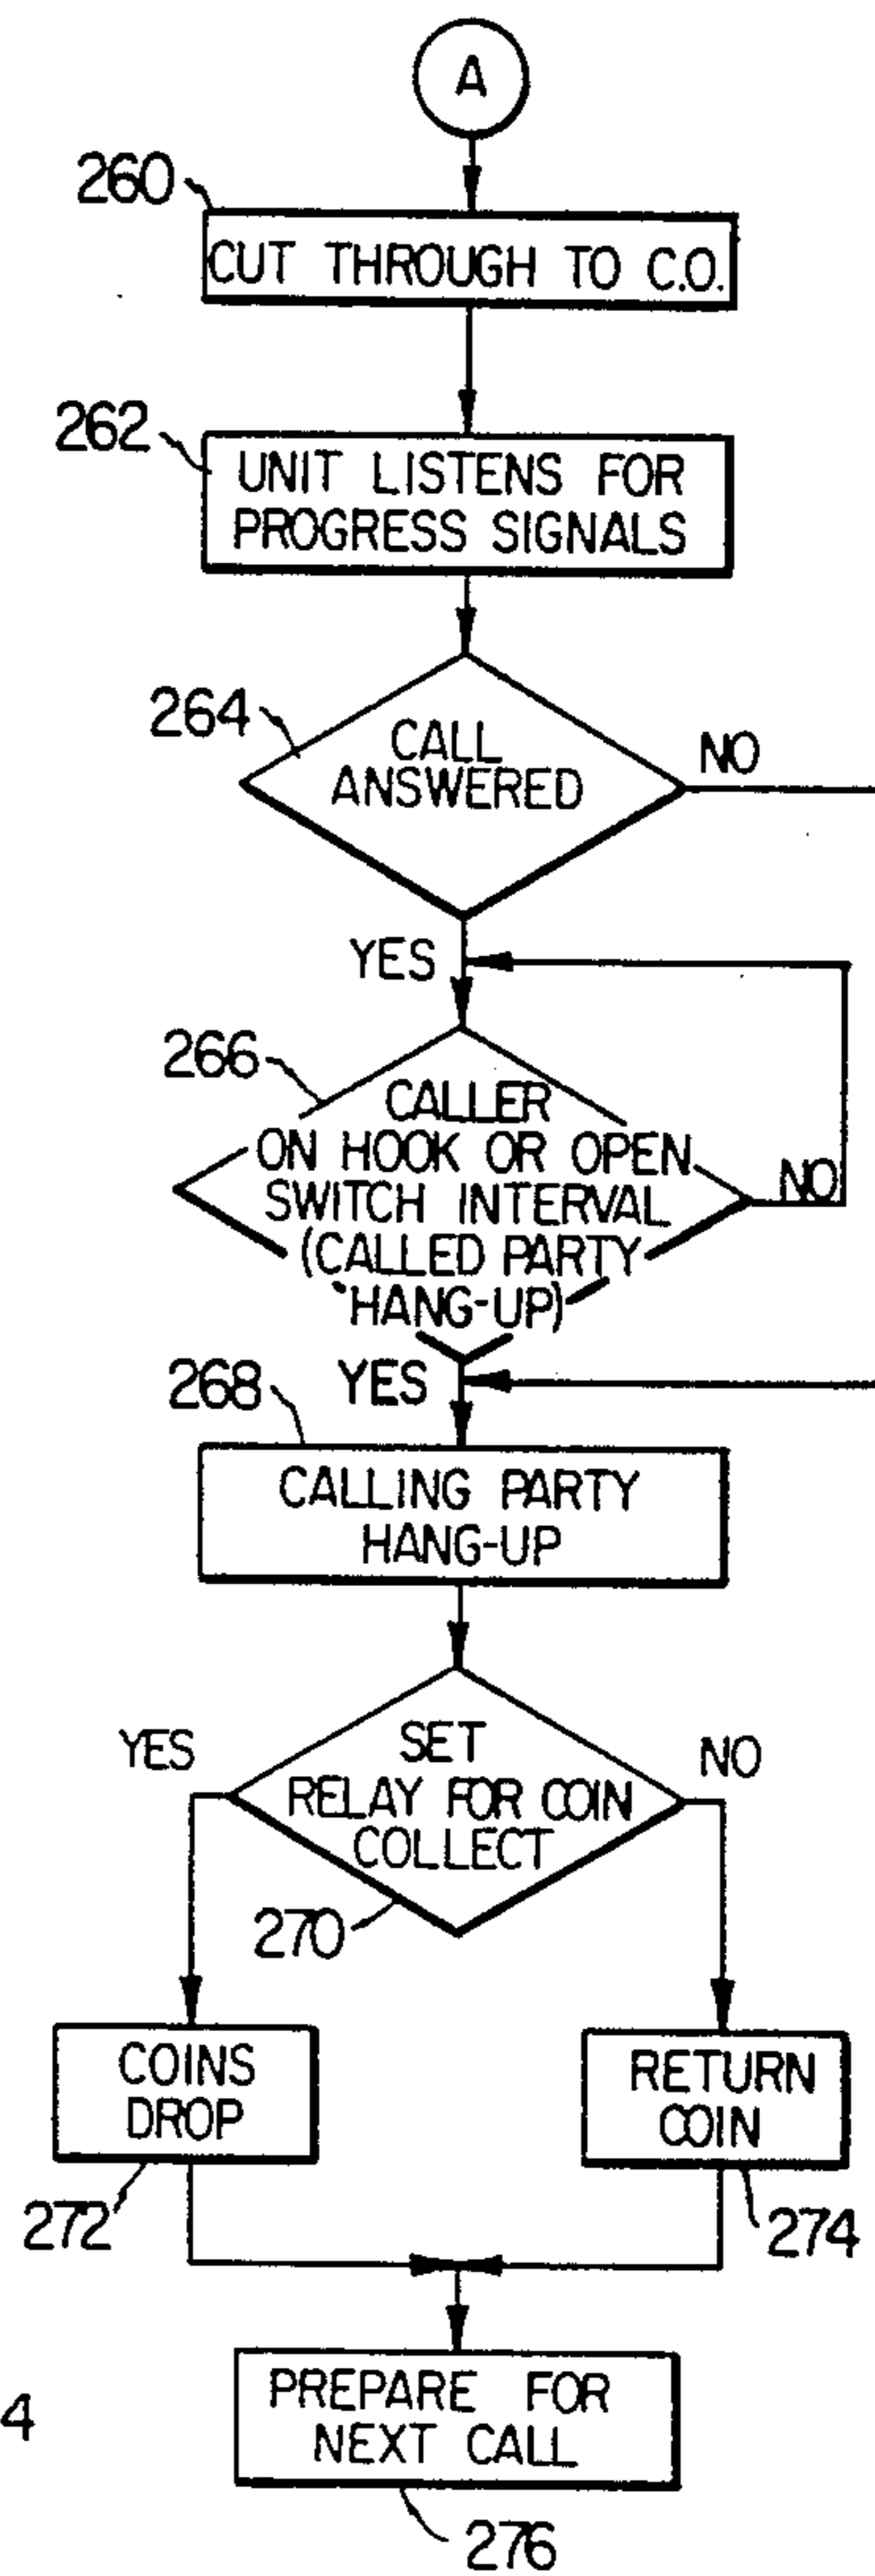 A
260
CUT THROUGH TO C.O.
262
UNIT LISTENS FOR
PROGRESS SIGNALS
264
CALL
ANSWERED
NO
YES
266
CALLER
ON HOOK OR OPEN
SWITCH INTERVAL
(CALLED PARTY
HANG-UP)
NO
YES
268
CALLING PARTY
HANG-UP
YES
SET
RELAY FOR COIN
COLLECT
NO
270
COINS
DROP
RETURN
COIN
272
274
4
PREPARE FOR
NEXT CALL
276